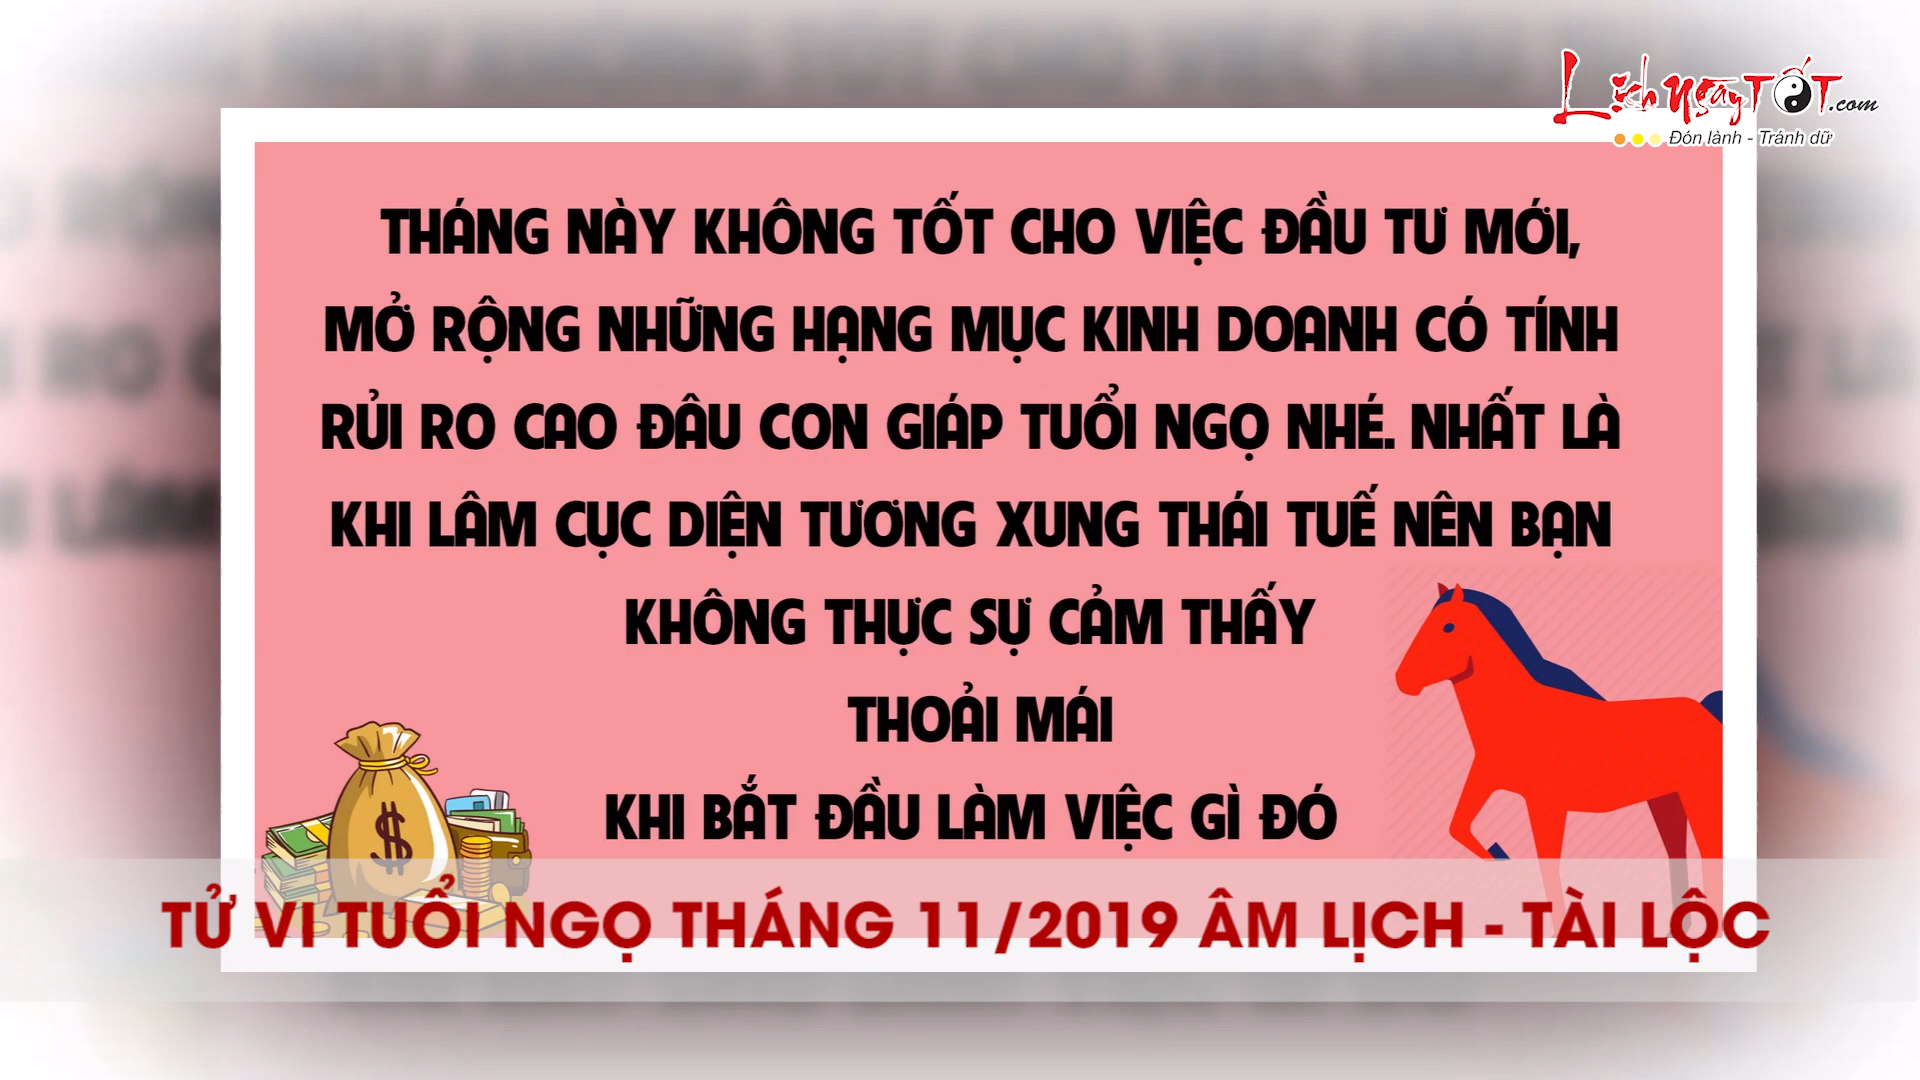 LịchNgàyTỐT.com
Đón lành - Tránh dữ
THÁNG NÀY KHÔNG TỐT CHO VIỆC ĐẦU TƯ MỚI,
MỞ RỘNG NHỮNG HẠNG MỤC KINH DOANH CÓ TÍNH
RỦI RO CAO ĐÂU CON GIÁP TUỔI NGỌ NHÉ. NHẤT LÀ
KHI LÂM CỤC DIỆN TƯƠNG XUNG THÁI TUẾ NÊN BẠN
KHÔNG THỰC SỰ CẢM THẤY
THOẢI MÁI
KHI BẮT ĐẦU LÀM VIỆC GÌ ĐÓ
$
TỬ VI TUỔI NGỌ THÁNG 11/2019 ÂM LỊCH - TÀI LỘC